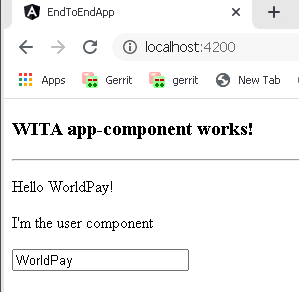 EndToEndApp
localhost:4200
Apps Gerrit gerrit New Tab
WITA app-component works!
Hello WorldPay!
I'm the user component
WorldPay